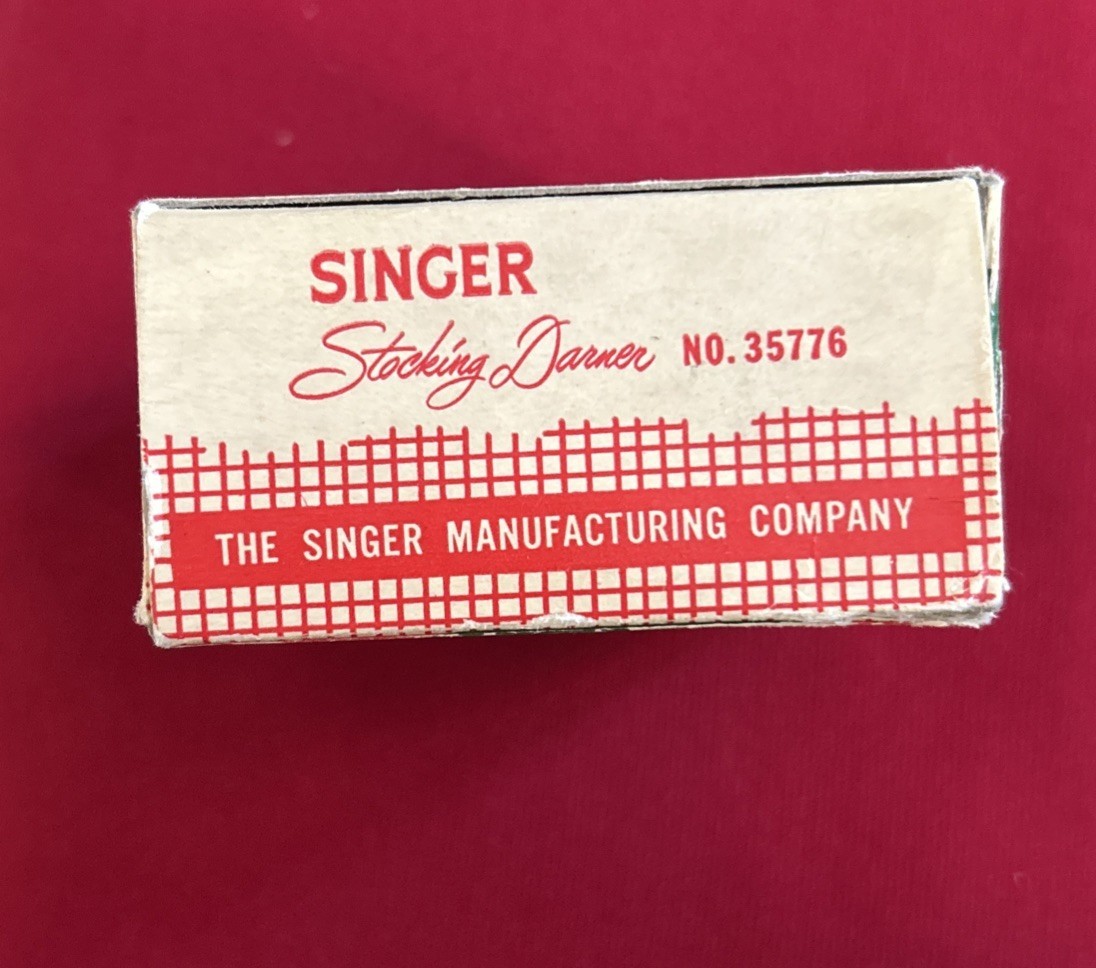 SINGER
Stocking Darner NO. 35776
THE SINGER MANUFACTURING COMPANY